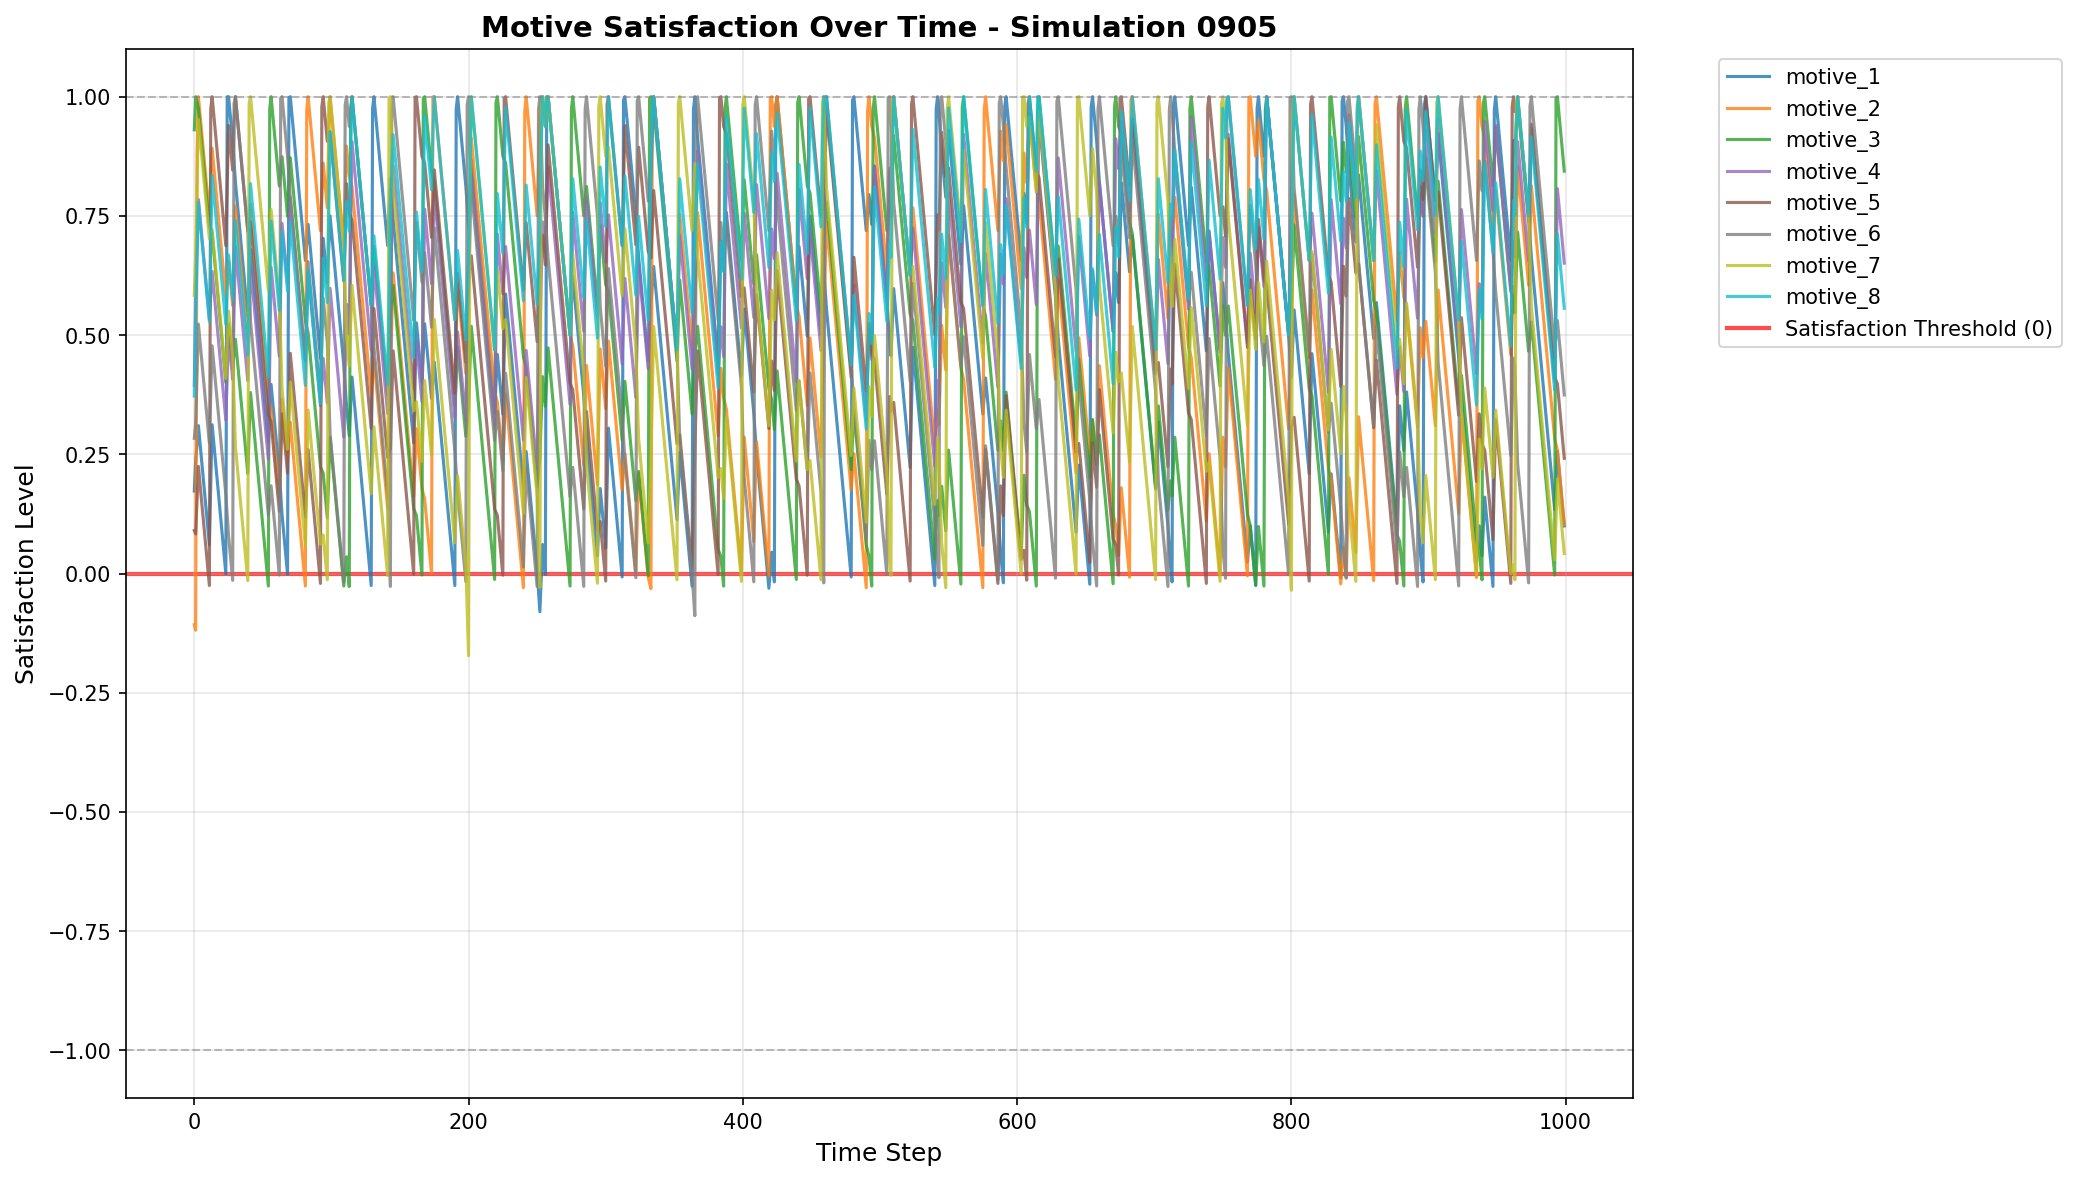 Motive Satisfaction Over Time - Simulation 0905
1.00
0.75
0.50
0.25
0.00
−0.25
−0.50
−0.75
−1.00
Satisfaction Level
0
200
400
600
800
1000
Time Step
motive_1
motive_2
motive_3
motive_4
motive_5
motive_6
motive_7
motive_8
Satisfaction Threshold (0)